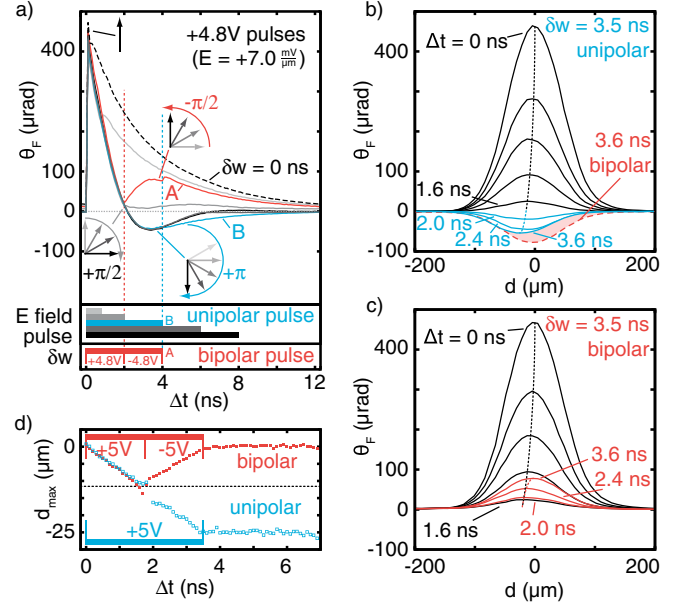 a)
+4.8V pulses
(E = +7.0 mV/μm)
400
100
0
-100
θF (μrad)
-π/2
δw = 0 ns
A
B
+π/2
+π
E field
pulse
unipolar pulse
B
δw
+4.8V
-4.8V
A
bipolar pulse
0
2
4
8
12
Δt (ns)
b)
δw = 3.5 ns
unipolar
Δt = 0 ns
400
100
0
-100
θF (μrad)
3.6 ns
bipolar
1.6 ns
2.0 ns
2.4 ns
3.6 ns
-200
0
200
d (μm)
c)
δw = 3.5 ns
bipolar
Δt = 0 ns
400
100
0
-100
θF (μrad)
3.6 ns
2.4 ns
1.6 ns
2.0 ns
-200
0
200
d (μm)
d)
0
-25
dmax (μm)
+5V
-5V
bipolar
unipolar
+5V
0
2
4
6
Δt (ns)